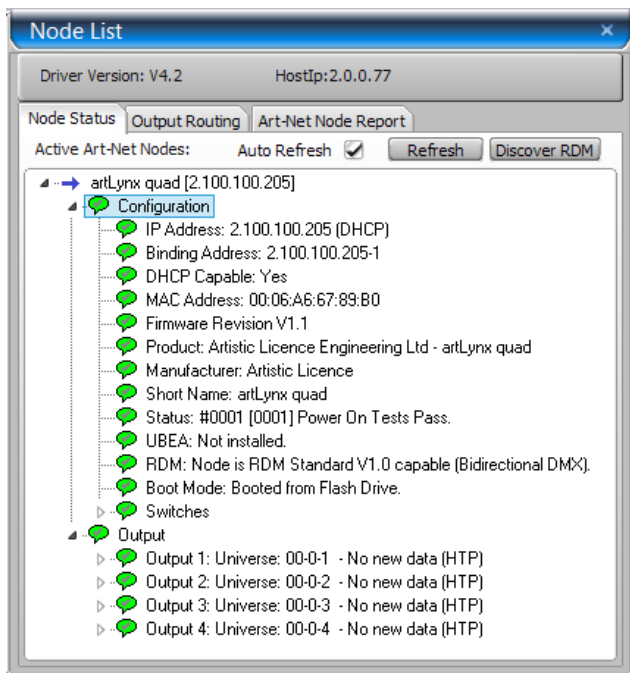 Node List
Driver Version: V4.2 HostIp:2.0.0.77
Node Status Output Routing Art-Net Node Report
Active Art-Net Nodes: Auto Refresh Refresh Discover RDM
artLynx quad [2.100.100.205]
Configuration
IP Address: 2.100.100.205 (DHCP)
Binding Address: 2.100.100.205-1
DHCP Capable: Yes
MAC Address: 00:06:A6:67:89:B0
Firmware Revision V1.1
Product: Artistic Licence Engineering Ltd - artLynx quad
Manufacturer: Artistic Licence
Short Name: artLynx quad
Status: #0001 [0001] Power On Tests Pass.
UBEA: Not installed.
RDM: Node is RDM Standard V1.0 capable (Bidirectional DMX).
Boot Mode: Booted from Flash Drive.
Switches
Output
Output 1: Universe: 00-0-1 - No new data (HTP)
Output 2: Universe: 00-0-2 - No new data (HTP)
Output 3: Universe: 00-0-3 - No new data (HTP)
Output 4: Universe: 00-0-4 - No new data (HTP)